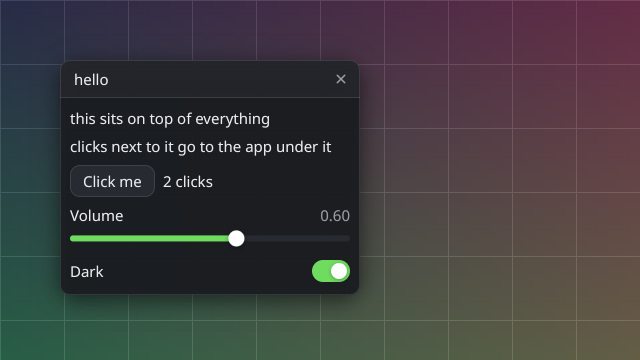 hello
this sits on top of everything
clicks next to it go to the app under it
Click me 2 clicks
Volume 0.60
Dark